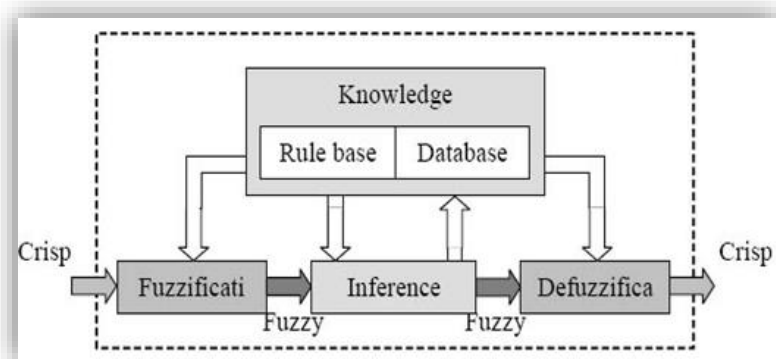 Knowledge
Rule base Database
Crisp Crisp
Fuzzificati Inference Defuzzifica
Fuzzy Fuzzy